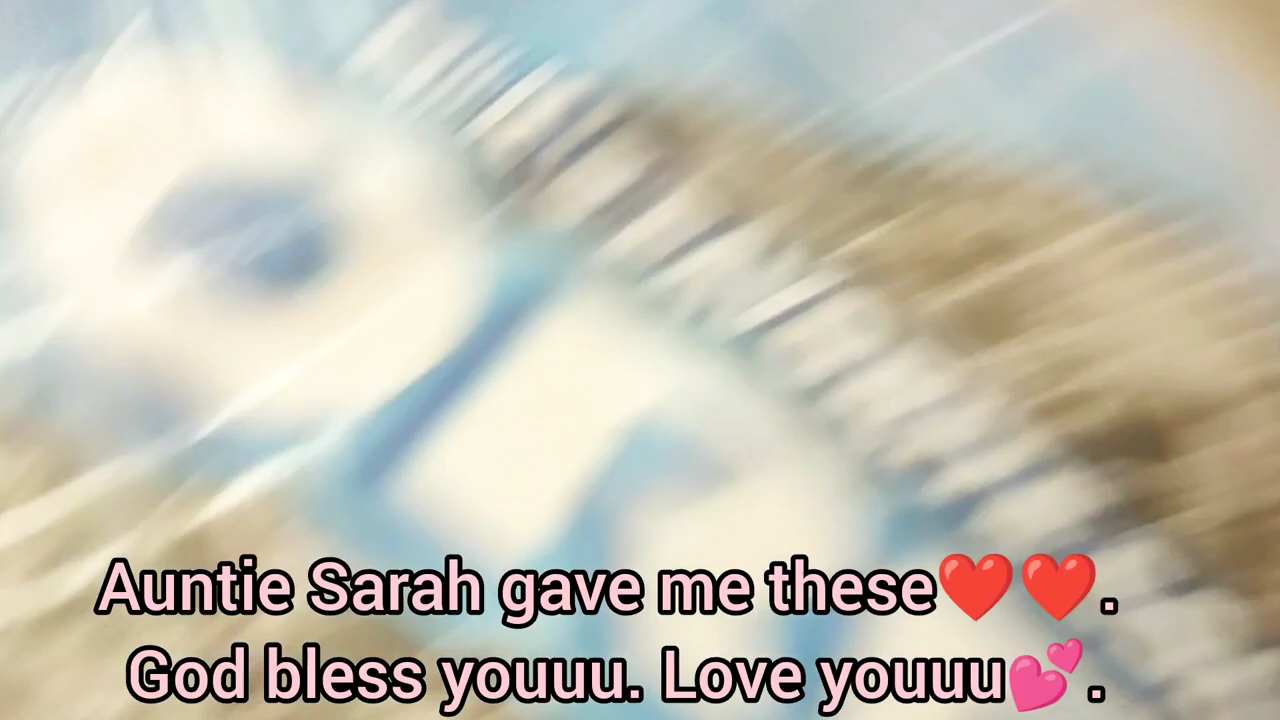 Auntie Sarah gave me these❤️❤️.
God bless youuu. Love youuu💕.